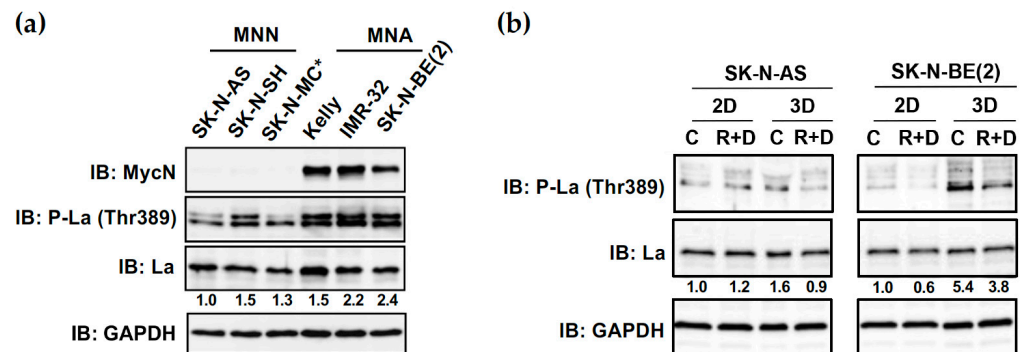 (a)
MNN MNA
SK-N-AS SK-N-SH SK-N-MC* Kelly IMR-32 SK-N-BE(2)
IB: MycN
IB: P-La (Thr389)
IB: La
1.0 1.5 1.3 1.5 2.2 2.4
IB: GAPDH
(b)
SK-N-AS SK-N-BE(2)
2D 3D 2D 3D
C R+D C R+D C R+D C R+D
IB: P-La (Thr389)
IB: La
1.0 1.2 1.6 0.9 1.0 0.6 5.4 3.8
IB: GAPDH